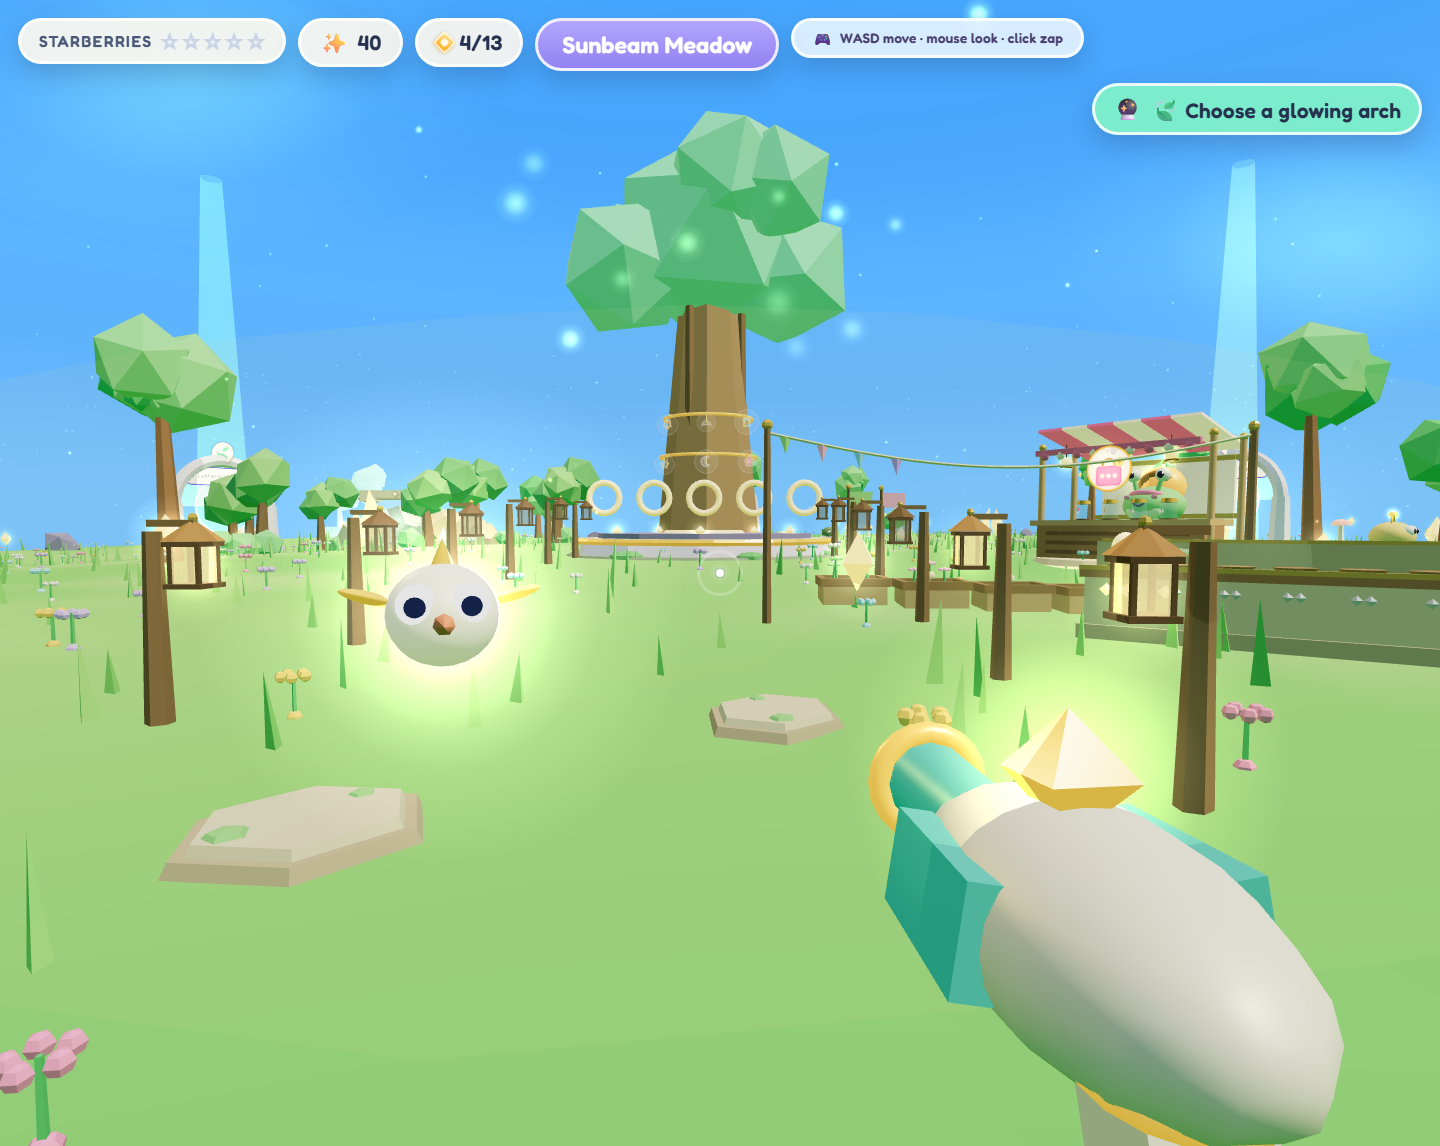 STARBERRIES
40
4/13
Sunbeam Meadow
WASD move · mouse look · click zap
Choose a glowing arch